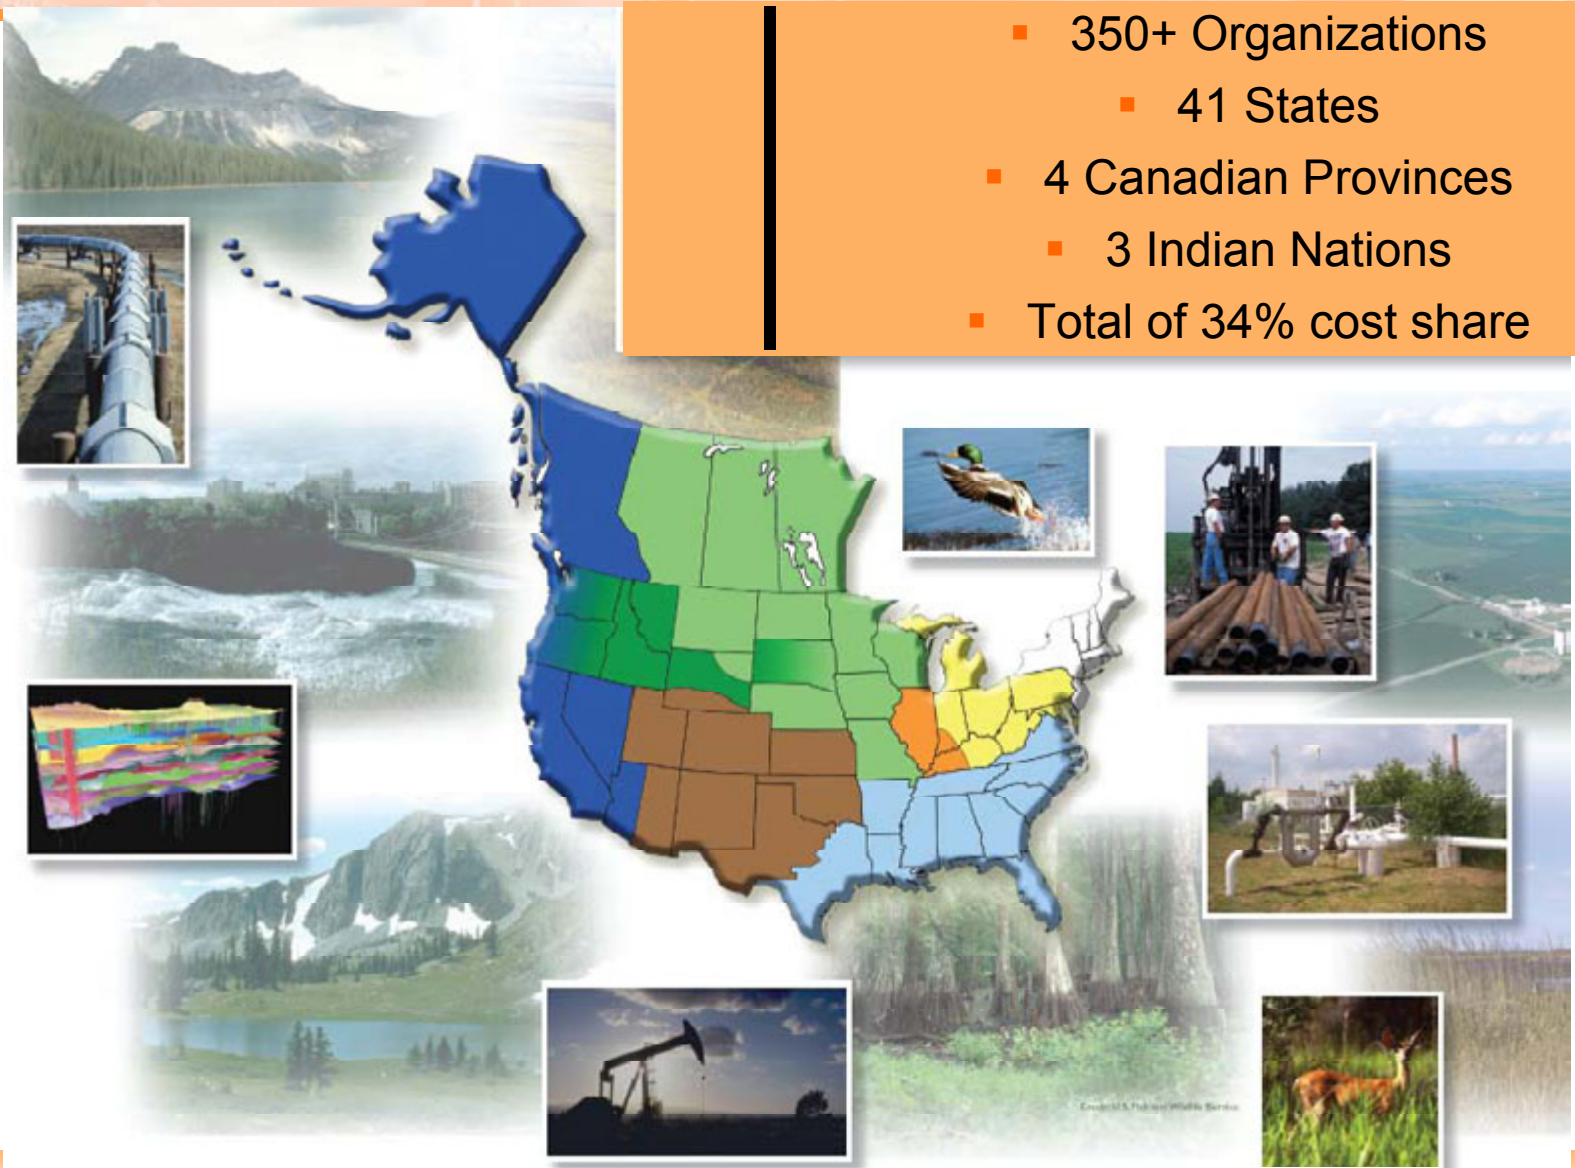 350+ Organizations
41 States
4 Canadian Provinces
3 Indian Nations
Total of 34% cost share